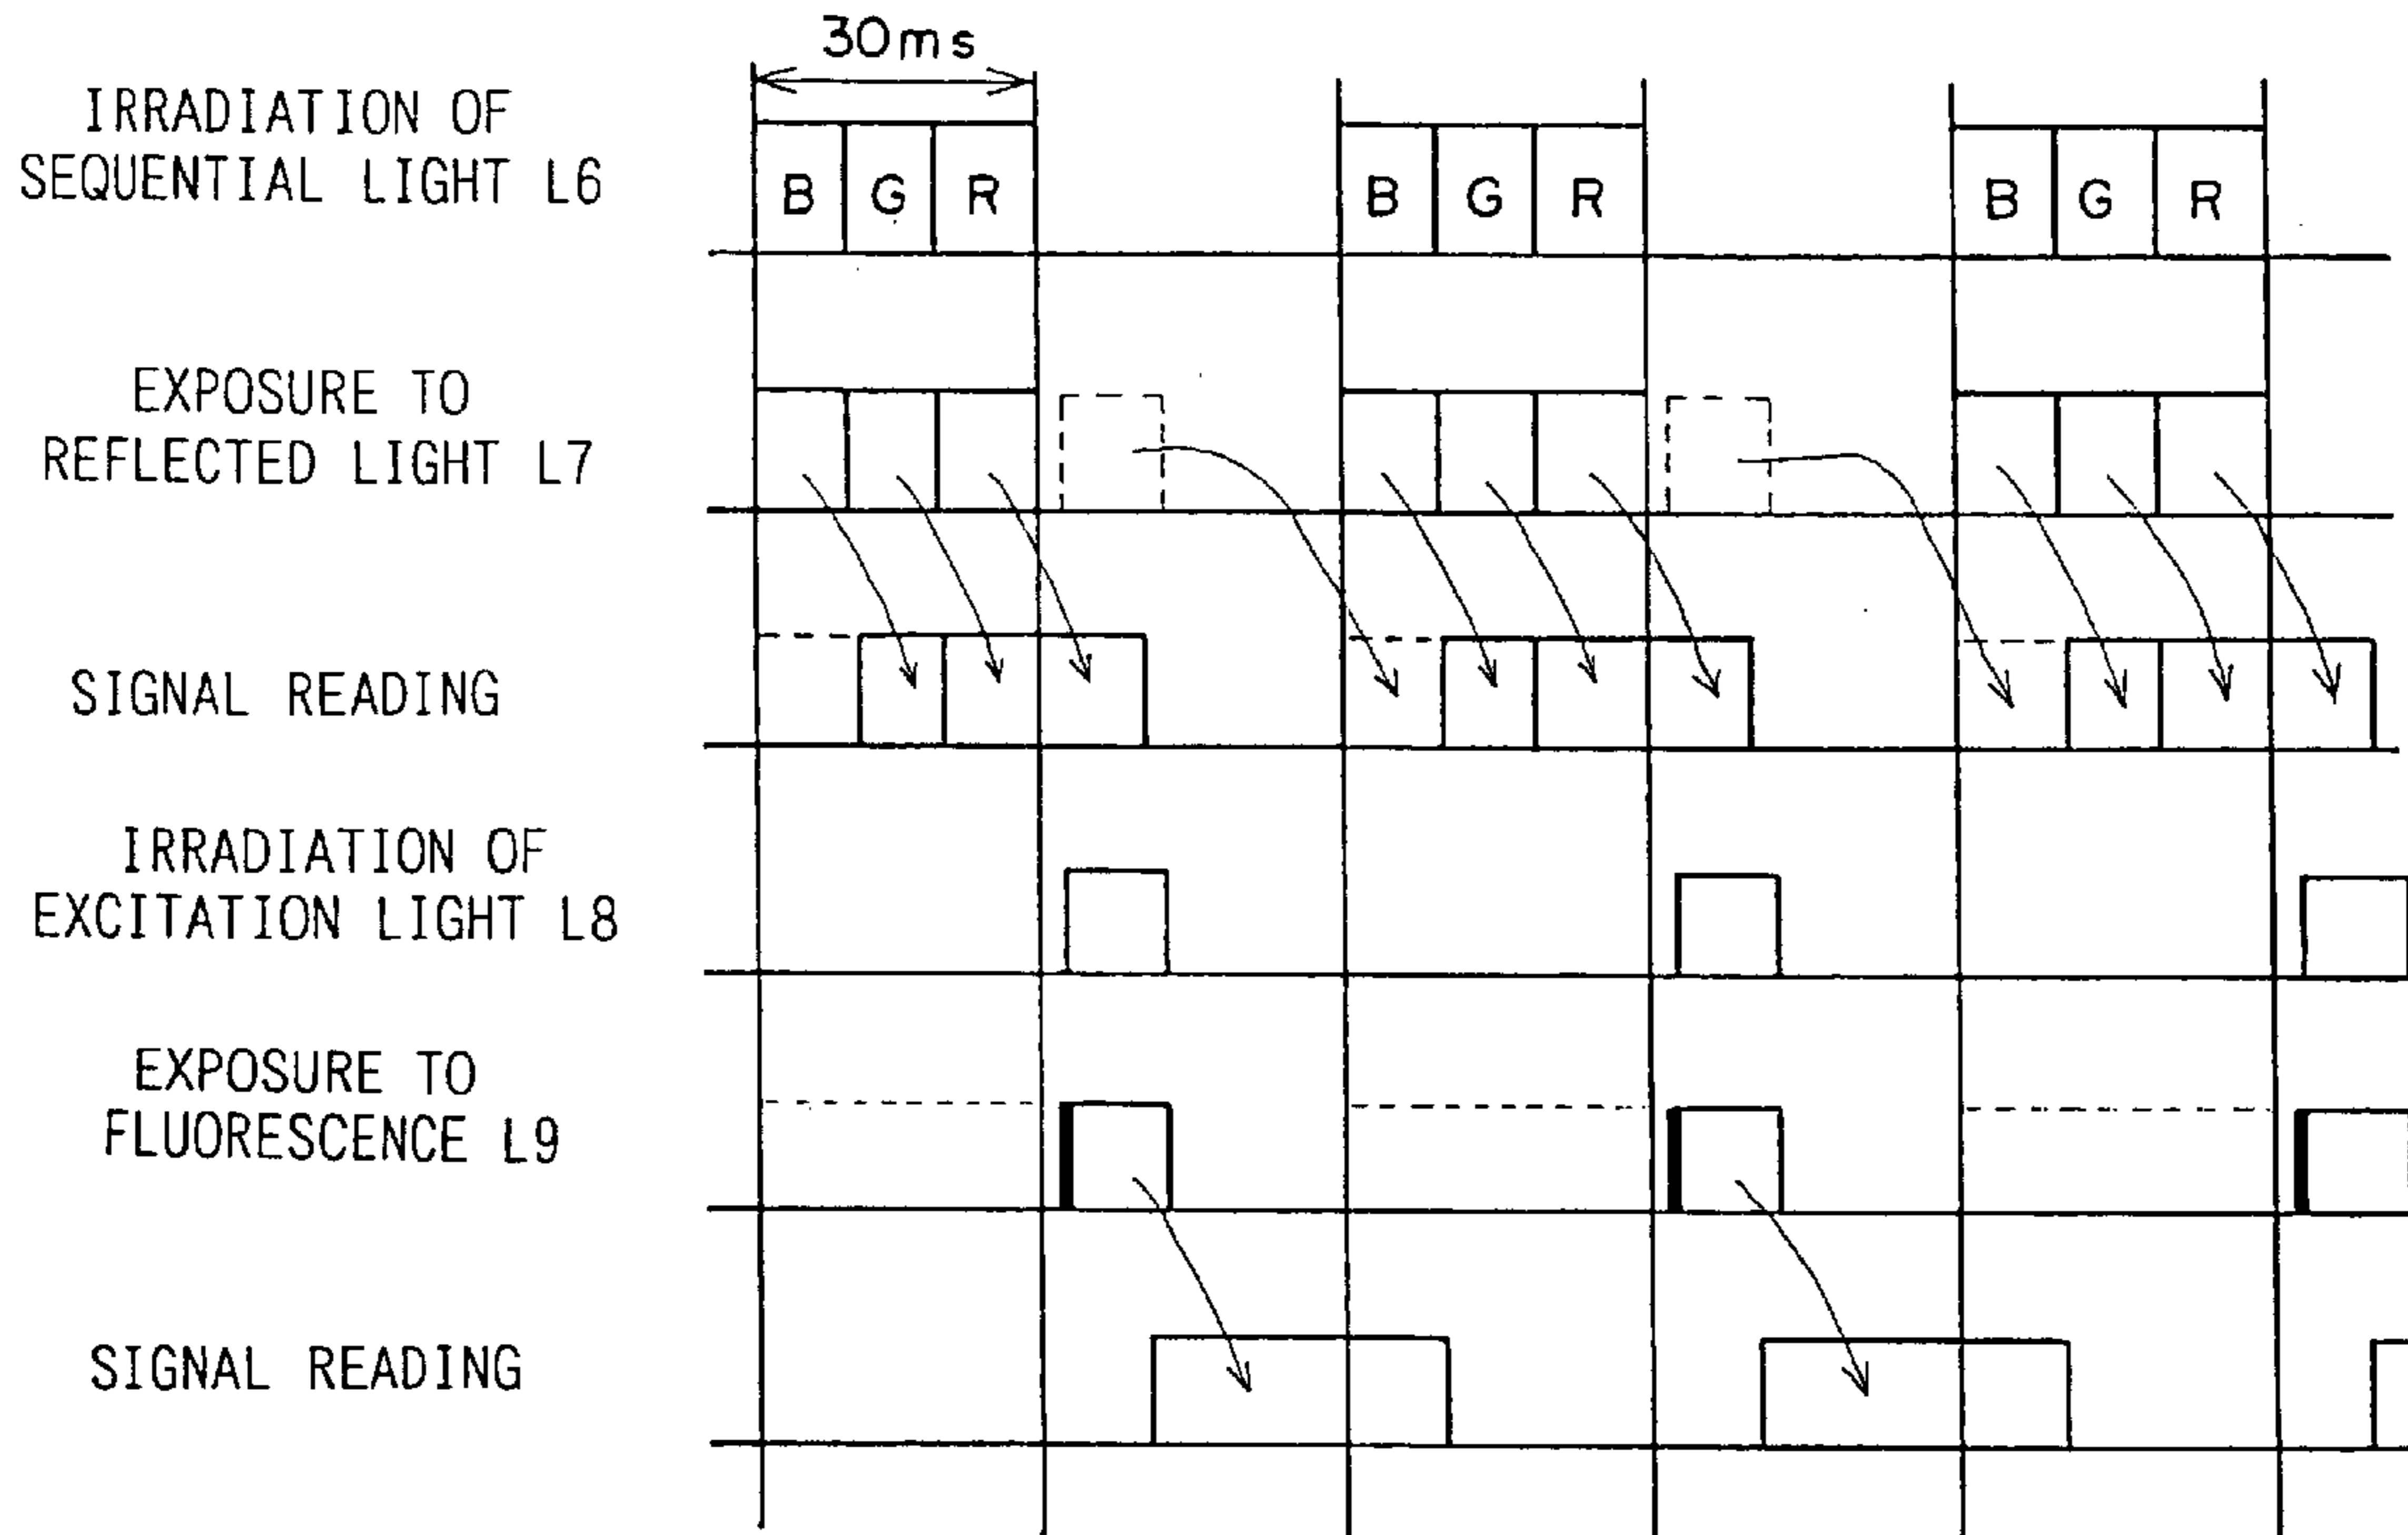 30ms
IRRADIATION OF
SEQUENTIAL LIGHT L6
B G R B G R B G R
EXPOSURE TO
REFLECTED LIGHT L7
SIGNAL READING
IRRADIATION OF
EXCITATION LIGHT L8
EXPOSURE TO
FLUORESCENCE L9
SIGNAL READING